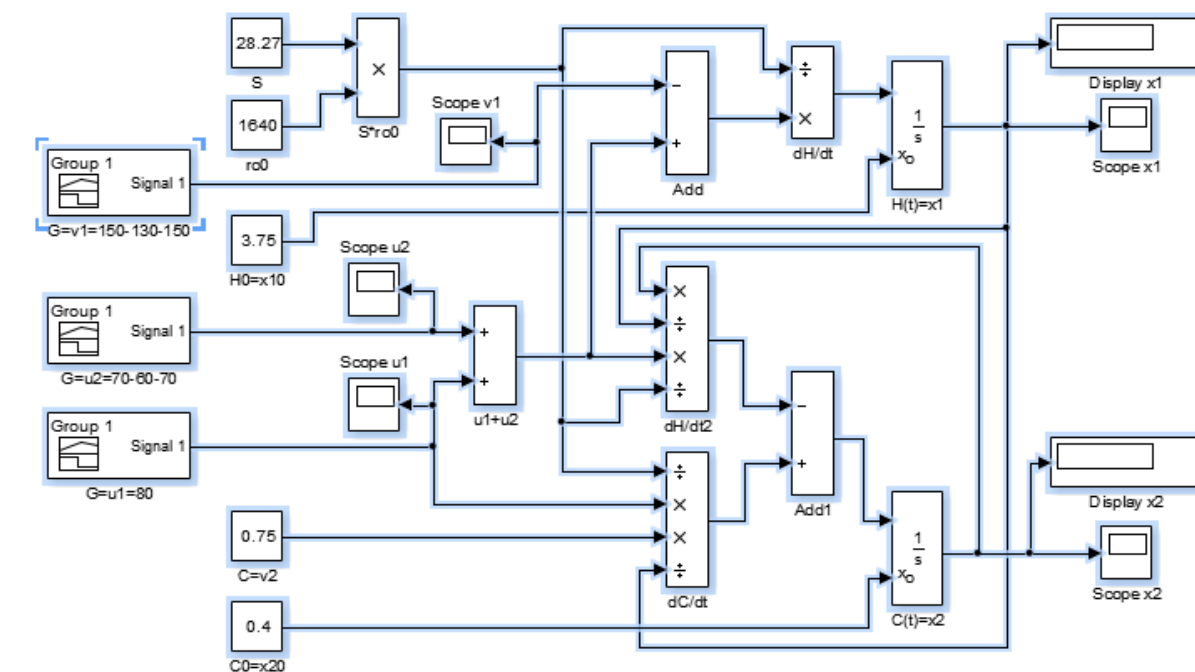 28.27
S
×
S*ro0
1640
ro0
Scope v1
Group 1
Signal 1
G=v1=150-130-150
3.75
H0=x10
−
+
Add
÷
×
dH/dt
1
s
xo
H(t)=x1
Display x1
Scope x1
Scope u2
Group 1
Signal 1
G=u2=70-60-70
Scope u1
+
+
u1+u2
Group 1
Signal 1
G=u1=80
×
÷
×
÷
dH/dt2
−
+
Add1
÷
×
×
÷
dC/dt
0.75
C=v2
0.4
C0=x20
1
s
xo
C(t)=x2
Display x2
Scope x2